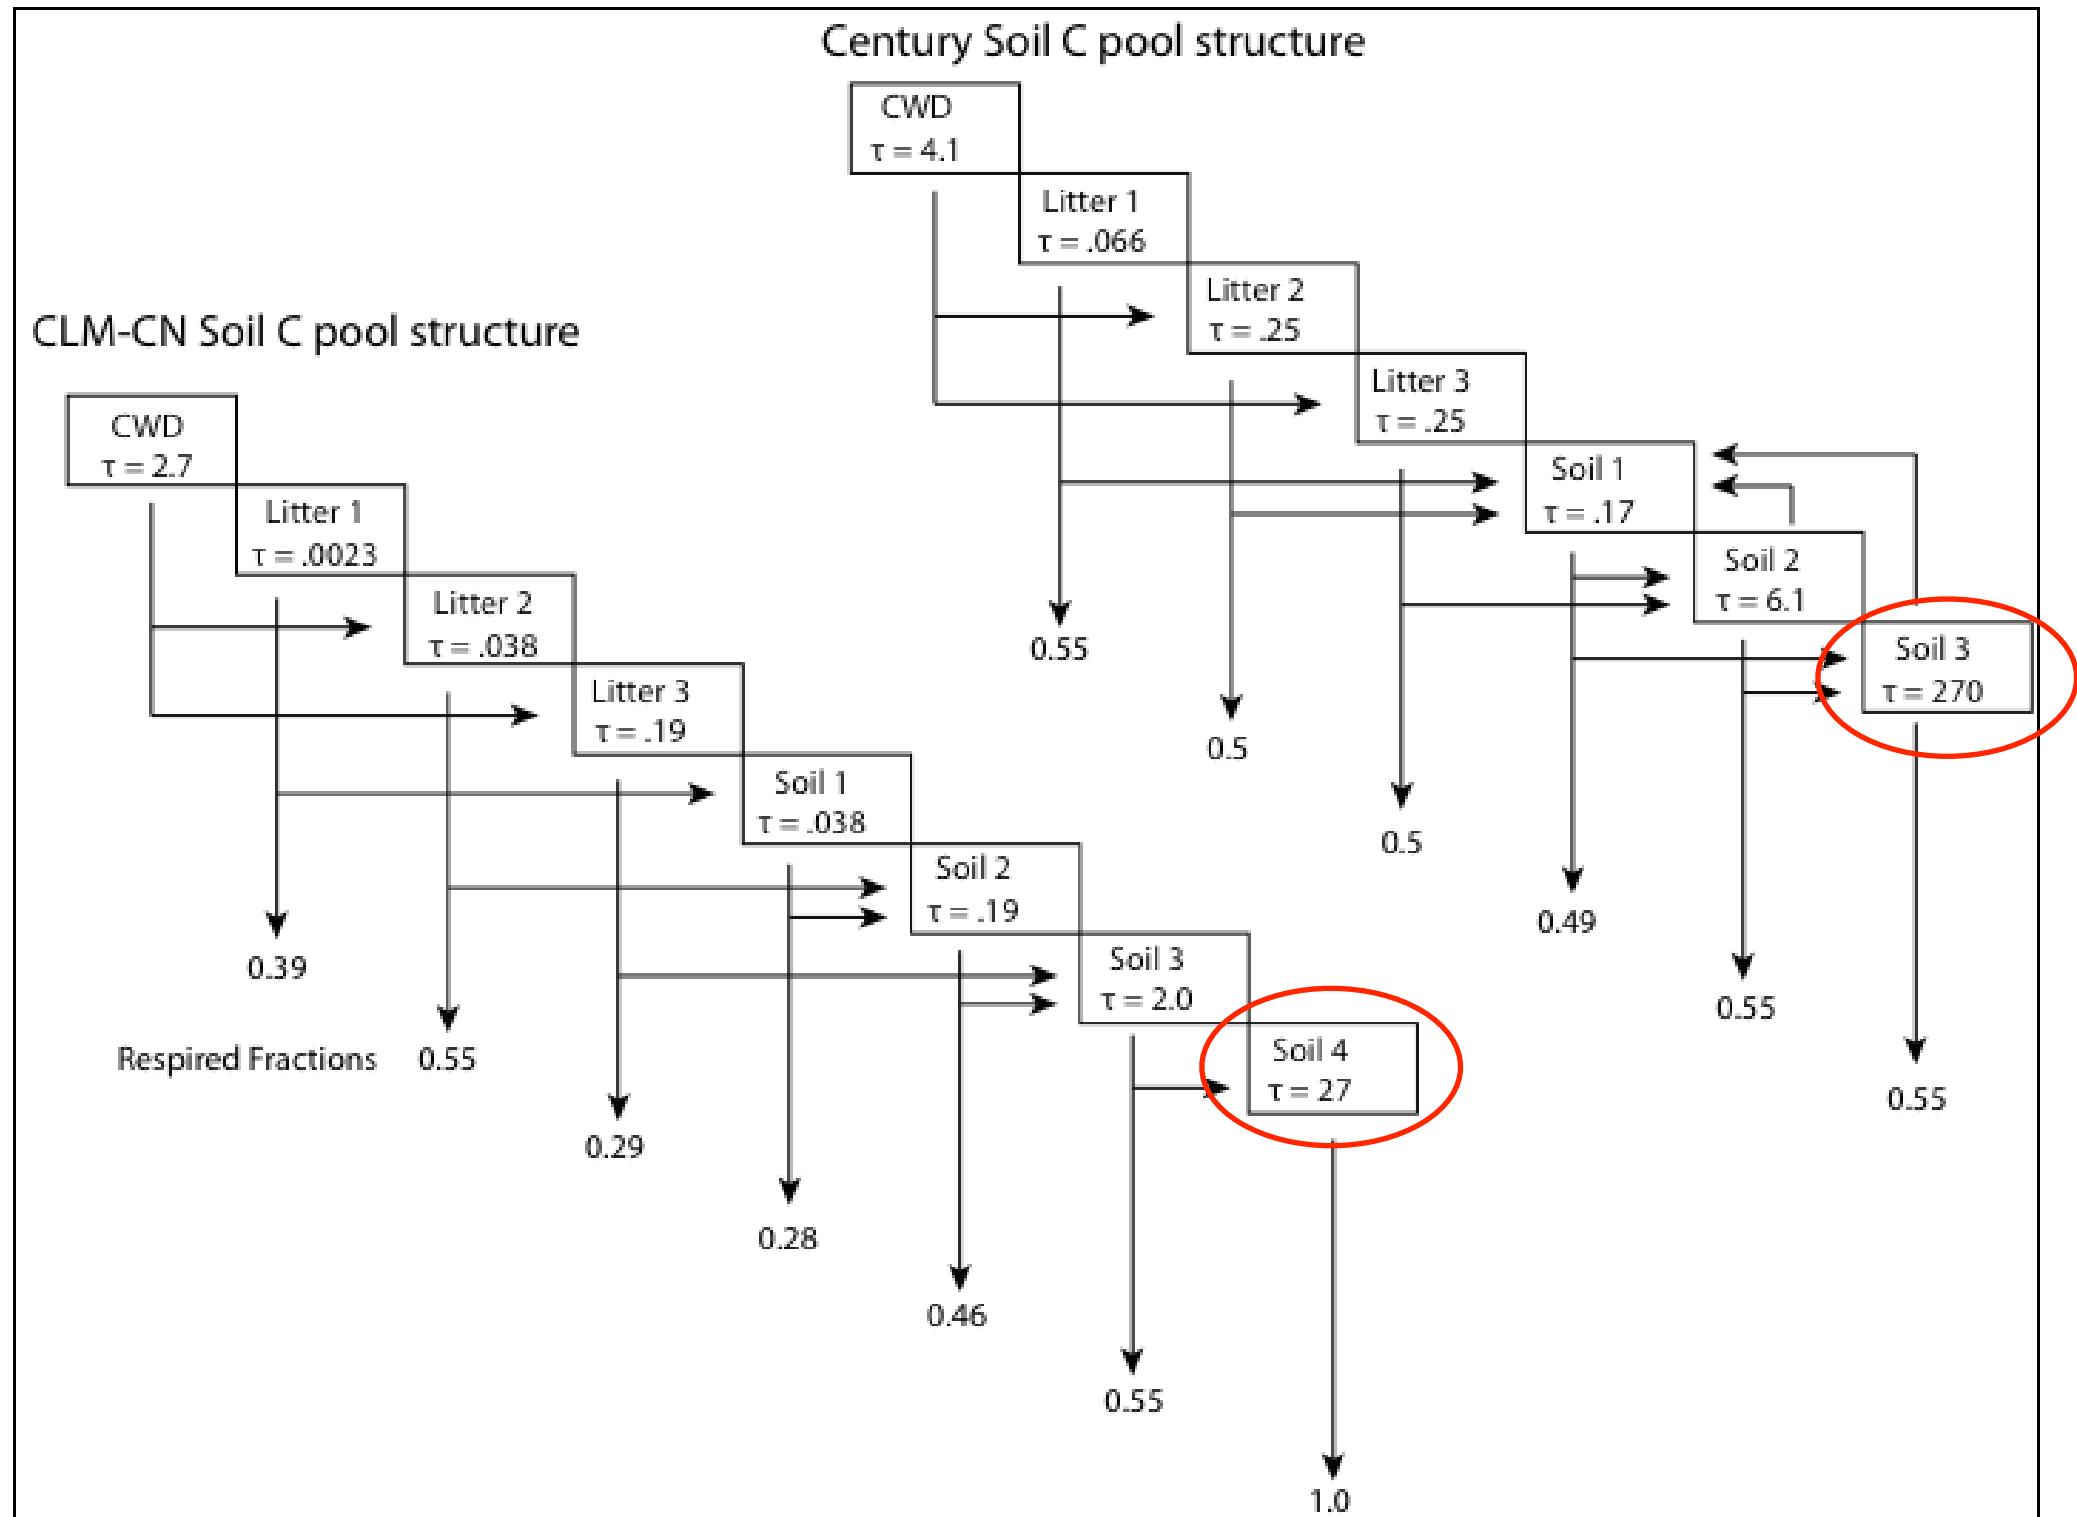 Century Soil C pool structure
CWD
τ = 4.1
Litter 1
τ = .066
Litter 2
τ = .25
Litter 3
τ = .25
Soil 1
τ = .17
Soil 2
τ = 6.1
Soil 3
τ = 270
0.55
0.5
0.5
0.49
0.55
0.55
CLM-CN Soil C pool structure
CWD
τ = 2.7
Litter 1
τ = .0023
Litter 2
τ = .038
Litter 3
τ = .19
Soil 1
τ = .038
Soil 2
τ = .19
Soil 3
τ = 2.0
Soil 4
τ = 27
Respired Fractions
0.39
0.55
0.29
0.28
0.46
0.55
1.0